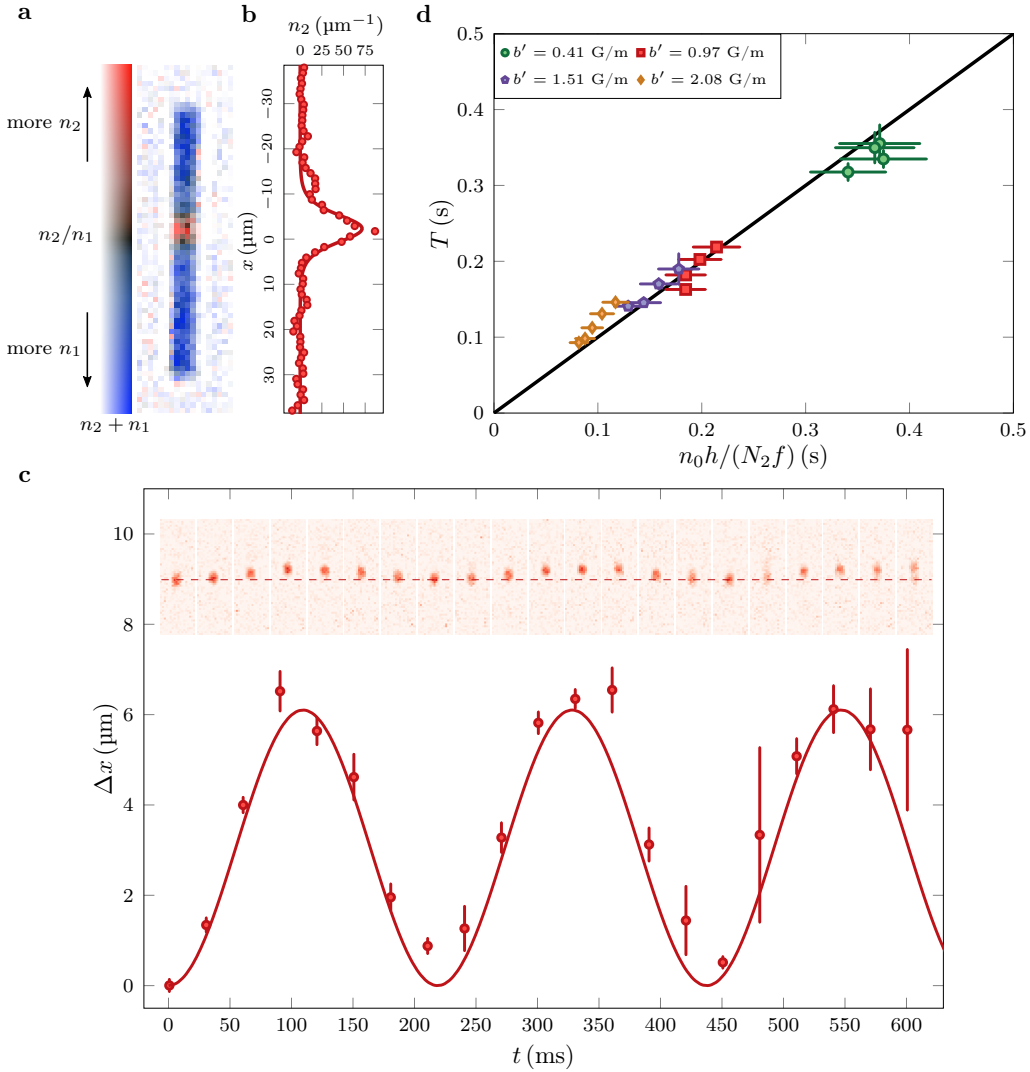 a
more n₂
n₂/n₁
more n₁
n₂ + n₁
b
n₂ (µm⁻¹)
0 25 50 75
x (µm)
−30
−20
−10
0
10
20
30
d
b′ = 0.41 G/m
b′ = 0.97 G/m
b′ = 1.51 G/m
b′ = 2.08 G/m
T (s)
0.5
0.4
0.3
0.2
0.1
0
0 0.1 0.2 0.3 0.4 0.5
n₀h/(N₂f) (s)
c
Δx (µm)
10
8
6
4
2
0
0 50 100 150 200 250 300 350 400 450 500 550 600
t (ms)